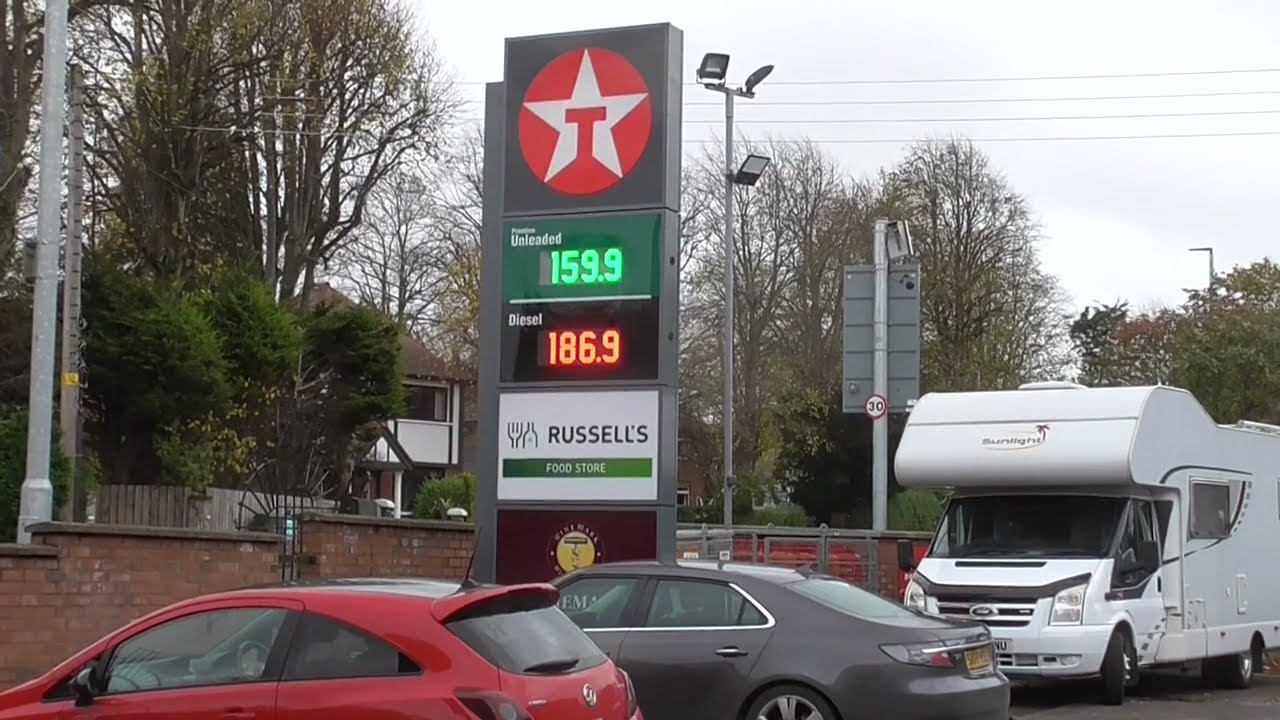 T
Premium
Unleaded
159.9
Diesel
186.9
RUSSELL'S
FOOD STORE
30
Sunlight